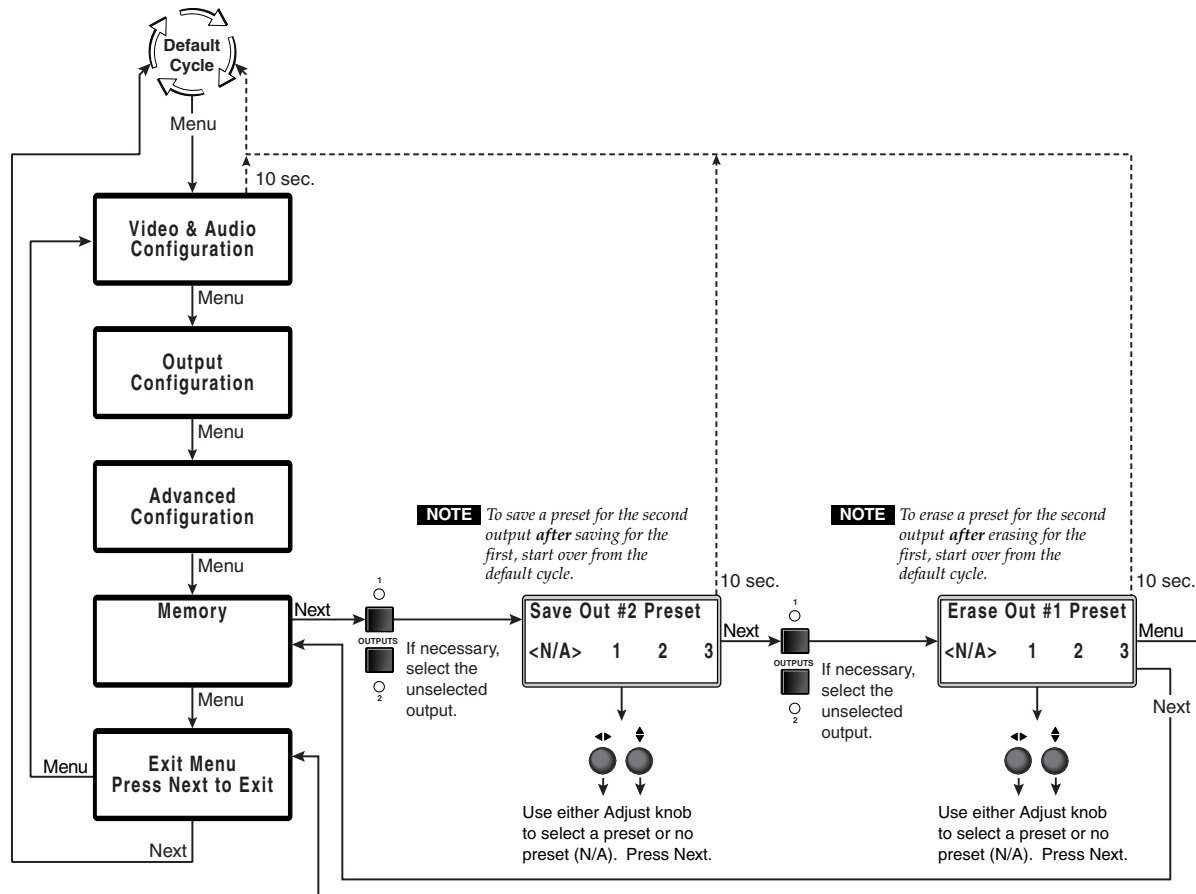 Default
Cycle
Menu
10 sec.
Video & Audio
Configuration
Menu
Output
Configuration
Menu
Advanced
Configuration
Menu
Memory
Next
Menu
Exit Menu
Press Next to Exit
Menu
Next
1
OUTPUTS
2
If necessary,
select the
unselected
output.
NOTE To save a preset for the second
output after saving for the
first, start over from the
default cycle.
10 sec.
Save Out #2 Preset
<N/A> 1 2 3
Next
Use either Adjust knob
to select a preset or no
preset (N/A). Press Next.
1
OUTPUTS
2
If necessary,
select the
unselected
output.
NOTE To erase a preset for the second
output after erasing for the
first, start over from the
default cycle.
10 sec.
Erase Out #1 Preset
<N/A> 1 2 3
Menu
Next
Use either Adjust knob
to select a preset or no
preset (N/A). Press Next.